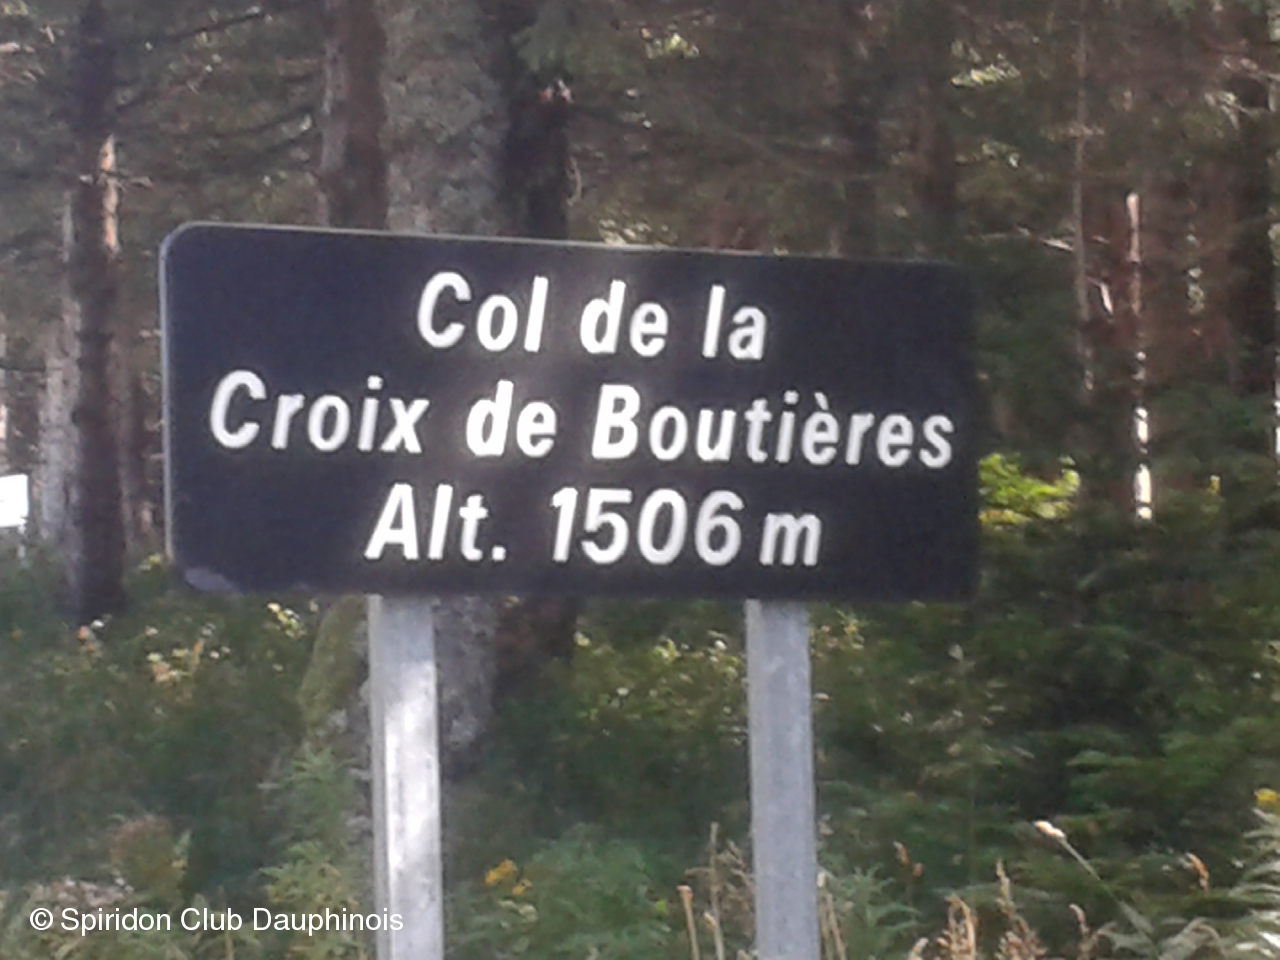 Col de la
Croix de Boutières
Alt. 1506 m
© Spiridon Club Dauphinois